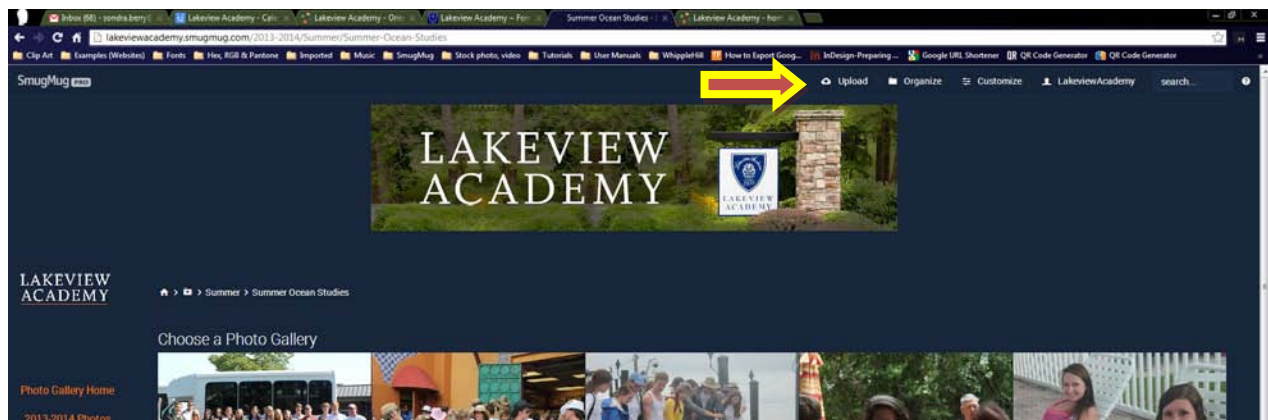 Inbox (68) - sondra.berry
Lakeview Academy - Cale
Lakeview Academy - Onli
Lakeview Academy – For
Summer Ocean Studies -
Lakeview Academy - hom
lakeviewacademy.smugmug.com/2013-2014/Summer/Summer-Ocean-Studies
Clip Art Examples (Websites) Fonts Hex, RGB & Pantone Imported Music SmugMug Stock photo, video Tutorials User Manuals WhippleHill How to Export Goog... InDesign-Preparing ... Google URL Shortener QR Code Generator QR Code Generator
SmugMug PRO
Upload Organize Customize LakeviewAcademy search...
LAKEVIEW
ACADEMY
LAKEVIEW
ACADEMY
LAKEVIEW
ACADEMY
> > Summer > Summer Ocean Studies
Choose a Photo Gallery
Photo Gallery Home
2013-2014 Photos